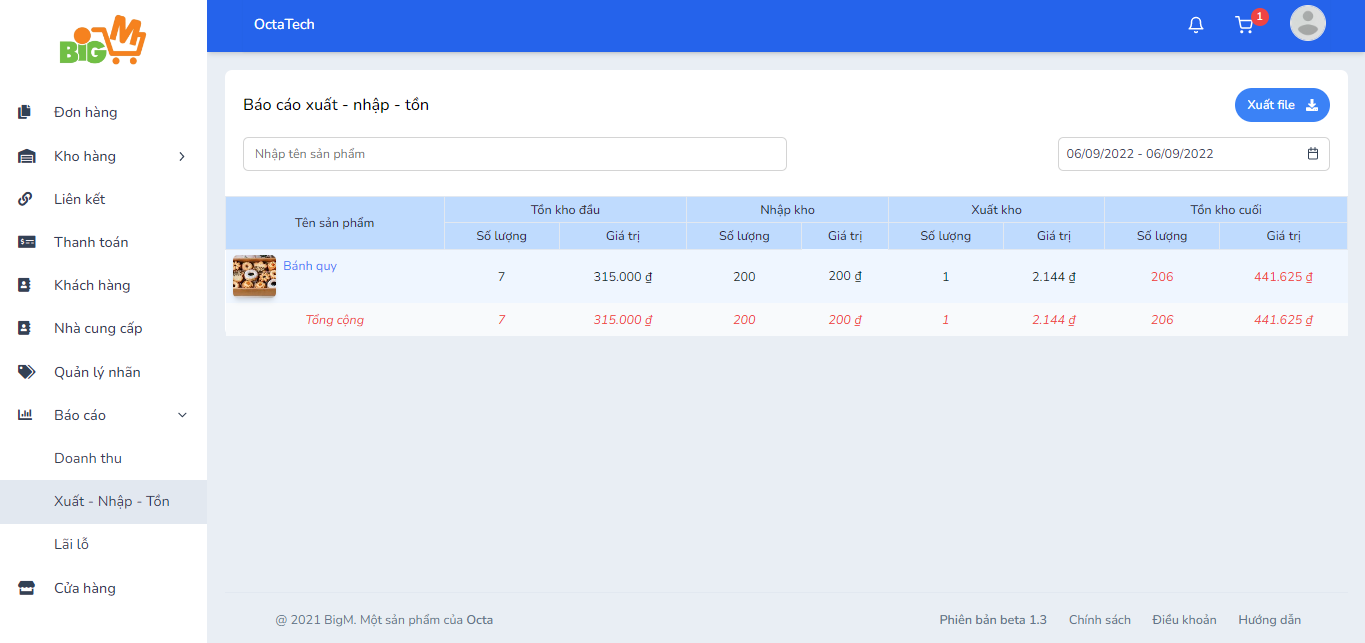 BiGM
OctaTech
1
Đơn hàng
Kho hàng
Liên kết
Thanh toán
Khách hàng
Nhà cung cấp
Quản lý nhãn
Báo cáo
Doanh thu
Xuất - Nhập - Tồn
Lãi lỗ
Cửa hàng
Báo cáo xuất - nhập - tồn
Xuất file
Nhập tên sản phẩm
06/09/2022 - 06/09/2022
Tên sản phẩm Tồn kho đầu Nhập kho Xuất kho Tồn kho cuối
Số lượng Giá trị Số lượng Giá trị Số lượng Giá trị Số lượng Giá trị
Bánh quy 7 315.000 ₫ 200 200 ₫ 1 2.144 ₫ 206 441.625 ₫
Tổng cộng 7 315.000 ₫ 200 200 ₫ 1 2.144 ₫ 206 441.625 ₫
@ 2021 BigM. Một sản phẩm của Octa
Phiên bản beta 1.3 Chính sách Điều khoản Hướng dẫn